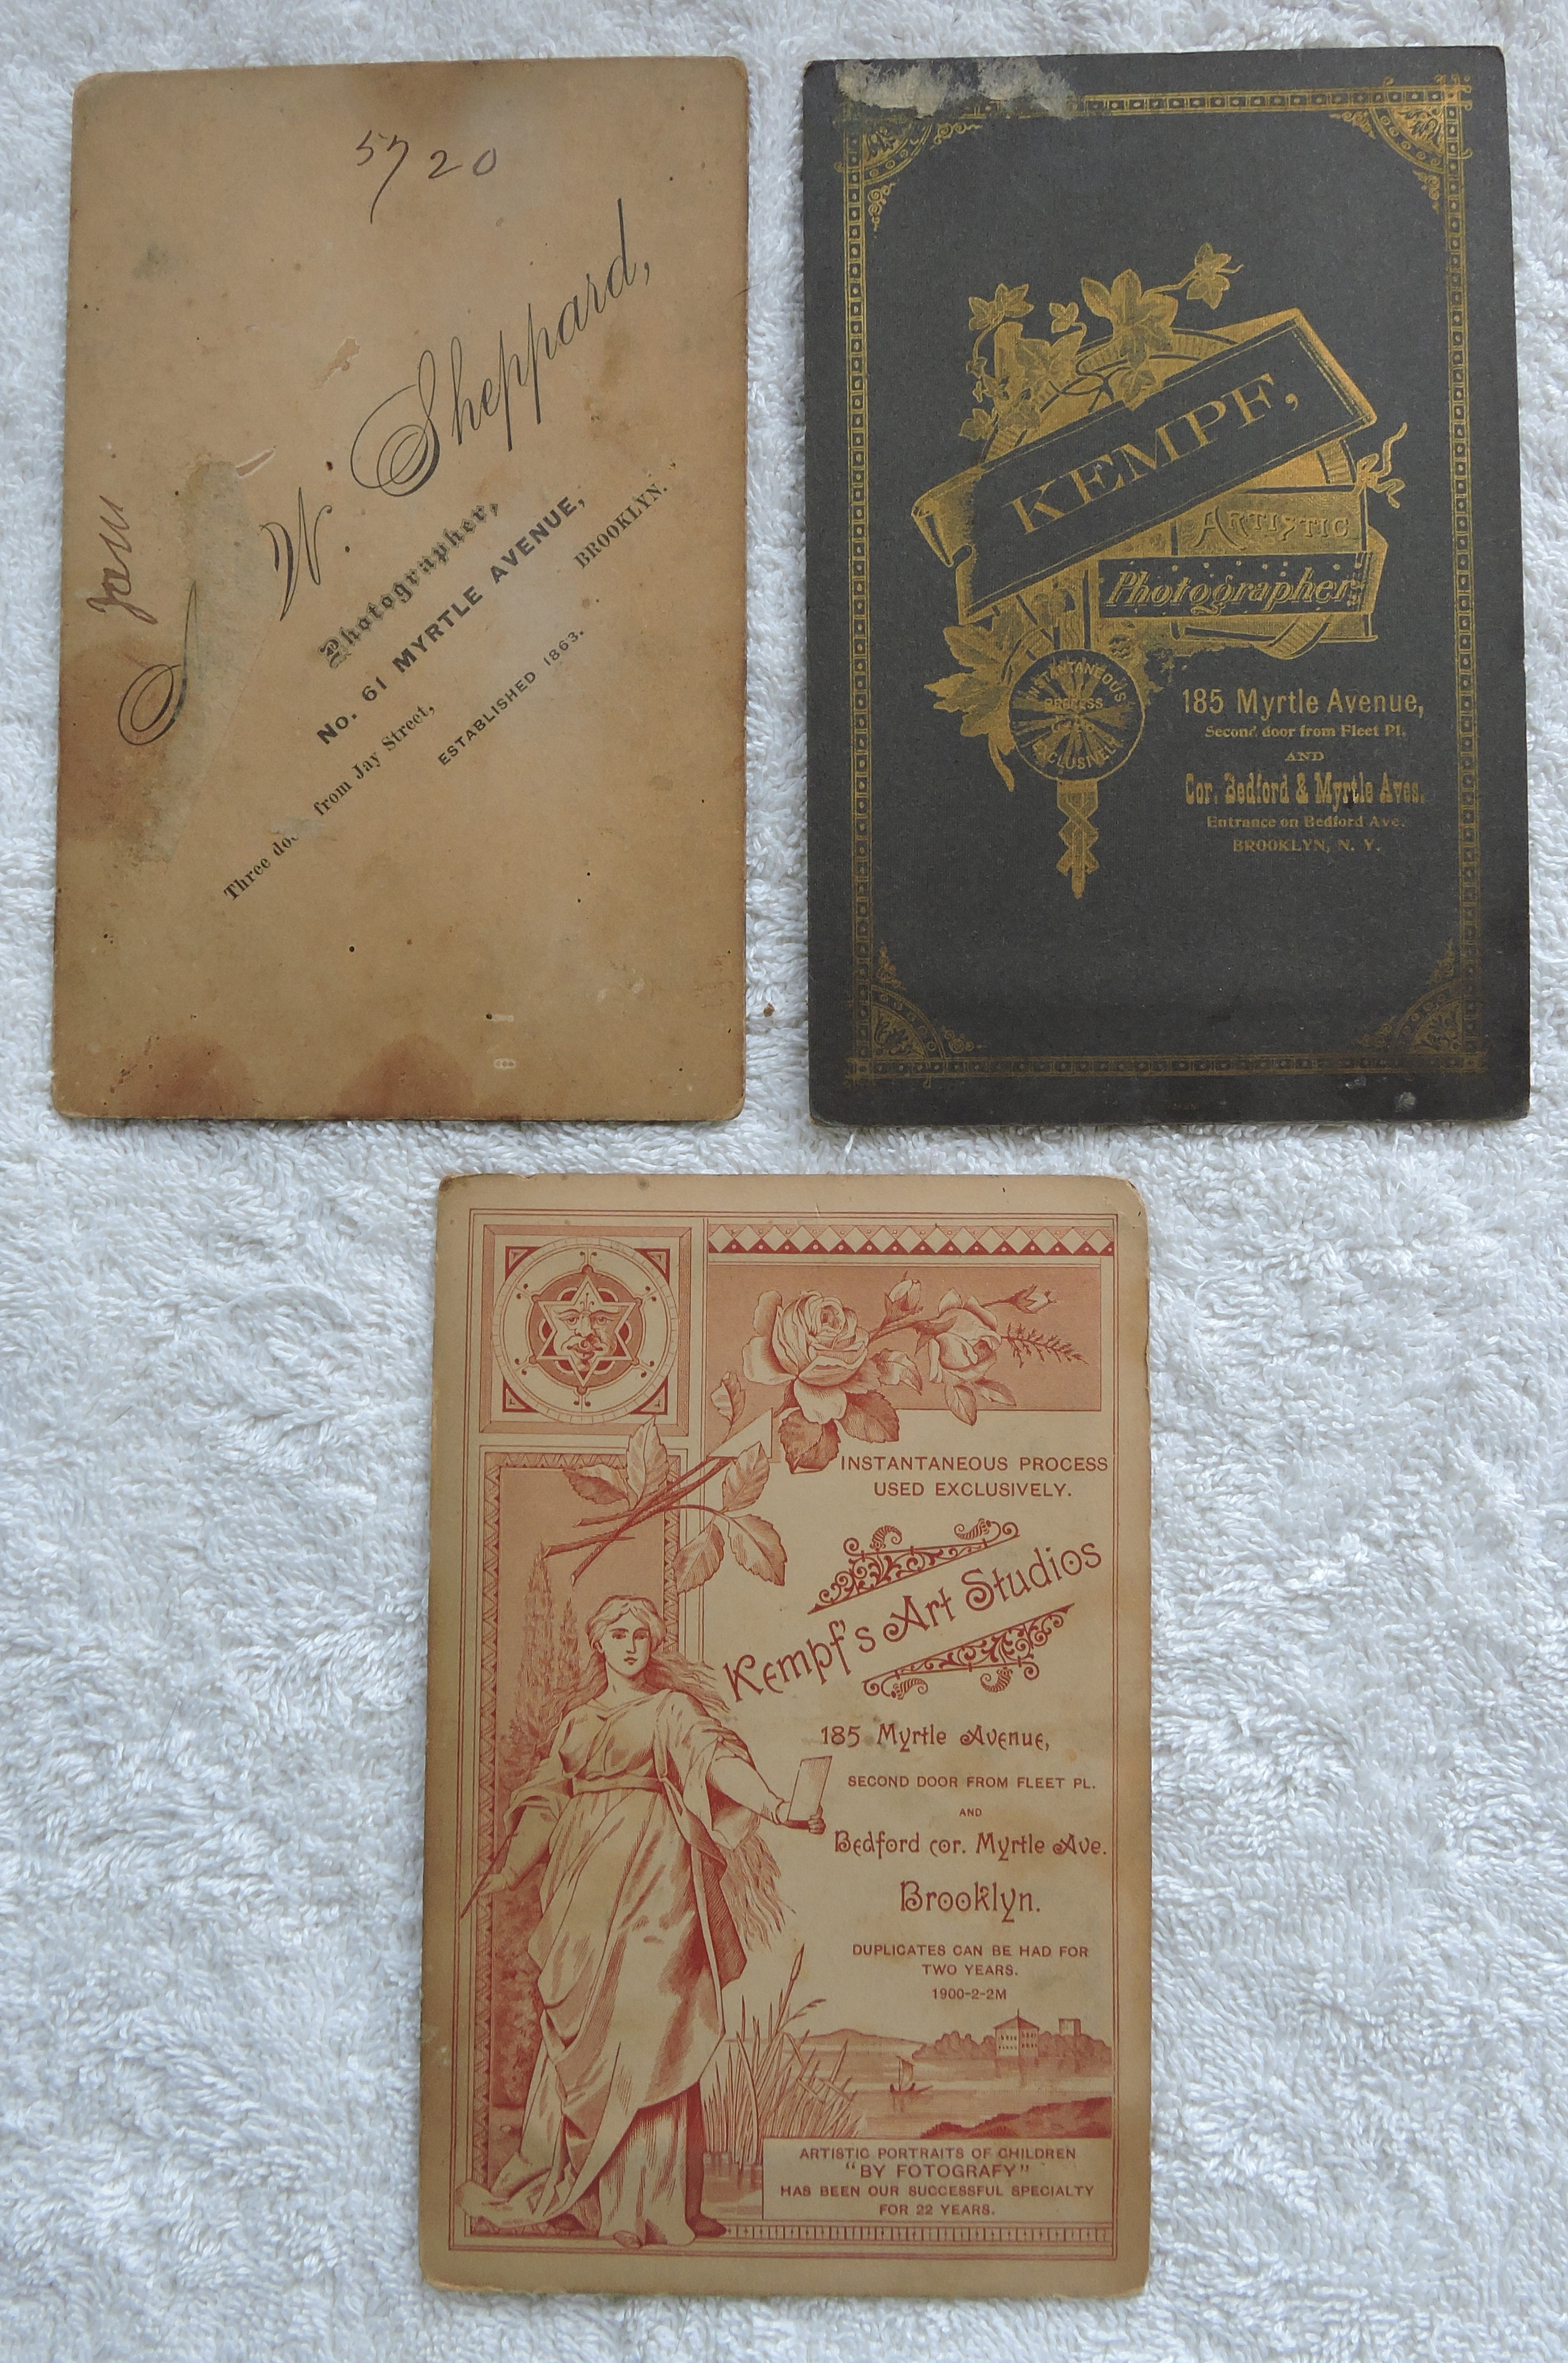 5720
W. Sheppard,
Photographer,
No. 61 MYRTLE AVENUE,
Three from Jay Street, BROOKLYN.
ESTABLISHED 1863.
KEMPF,
ARTISTIC
Photographer,
INSTANTANEOUS
PROCESS
USED
EXCLUSIVELY
185 Myrtle Avenue,
Second door from Fleet Pl.
AND
Cor. Bedford & Myrtle Aves.
Entrance on Bedford Ave.
BROOKLYN, N. Y.
INSTANTANEOUS PROCESS
USED EXCLUSIVELY.
Kempf's Art Studios
185 Myrtle Avenue,
SECOND DOOR FROM FLEET PL.
AND
Bedford cor. Myrtle Ave.
Brooklyn.
DUPLICATES CAN BE HAD FOR
TWO YEARS.
1900-2-2M
ARTISTIC PORTRAITS OF CHILDREN
"BY FOTOGRAFY"
HAS BEEN OUR SUCCESSFUL SPECIALTY
FOR 22 YEARS.